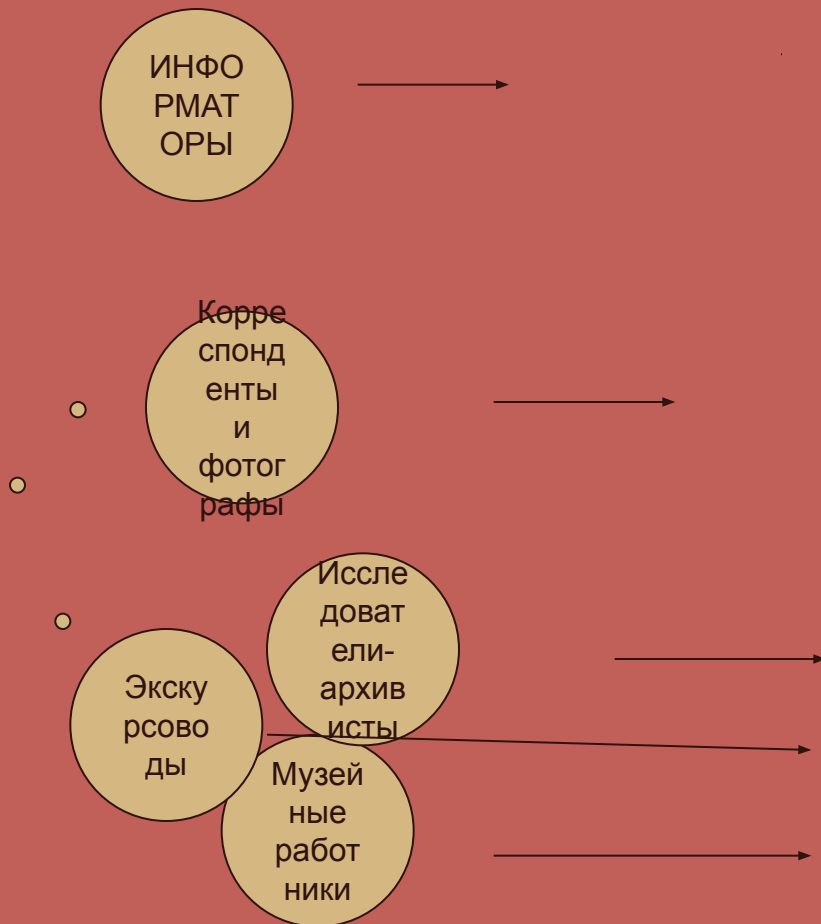 ИНФО
РМАТ
ОРЫ
Корре
спонд
енты
и
фотог
рафы
Иссле
доват
ели-
архив
исты
Экску
рсово
ды
Музей
ные
работ
ники